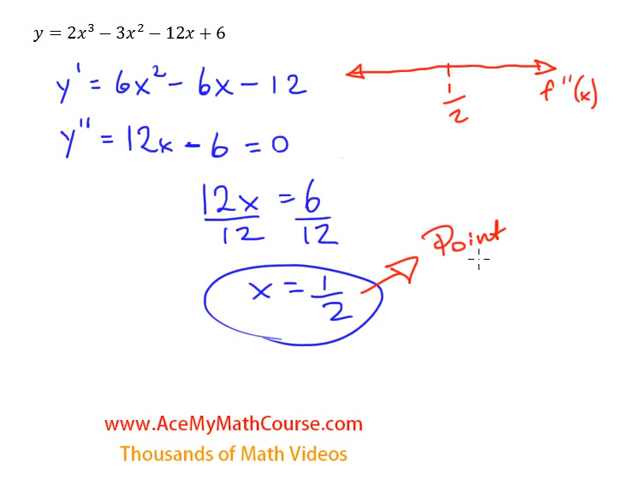 y = 2x³ − 3x² − 12x + 6
y' = 6x² − 6x − 12
y'' = 12x − 6 = 0
12x = 6
12 12
x = 1/2
1/2
f''(x)
Point
www.AceMyMathCourse.com
Thousands of Math Videos